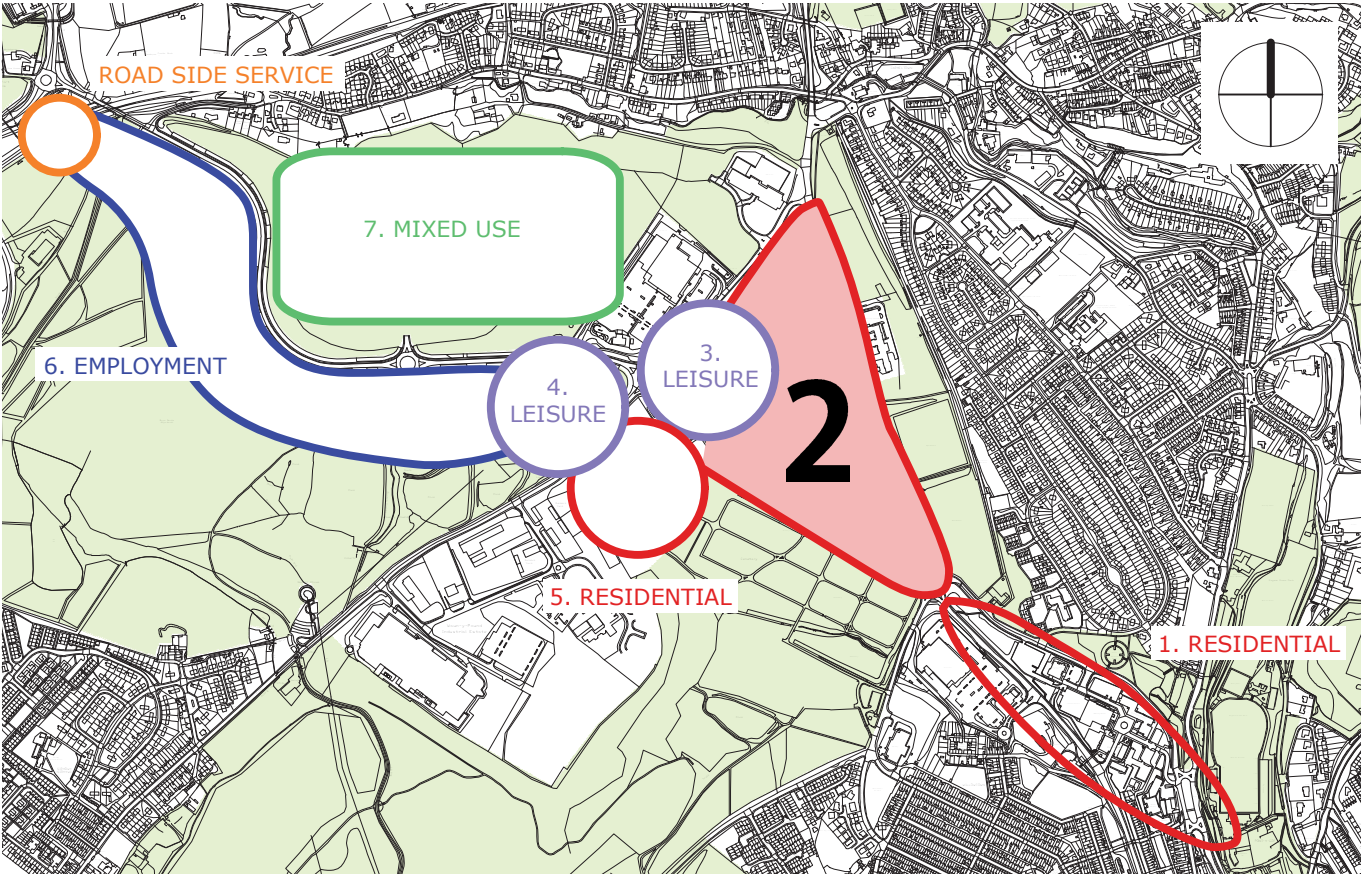 ROAD SIDE SERVICE
7. MIXED USE
6. EMPLOYMENT
3.
LEISURE
4.
LEISURE
2
5. RESIDENTIAL
1. RESIDENTIAL